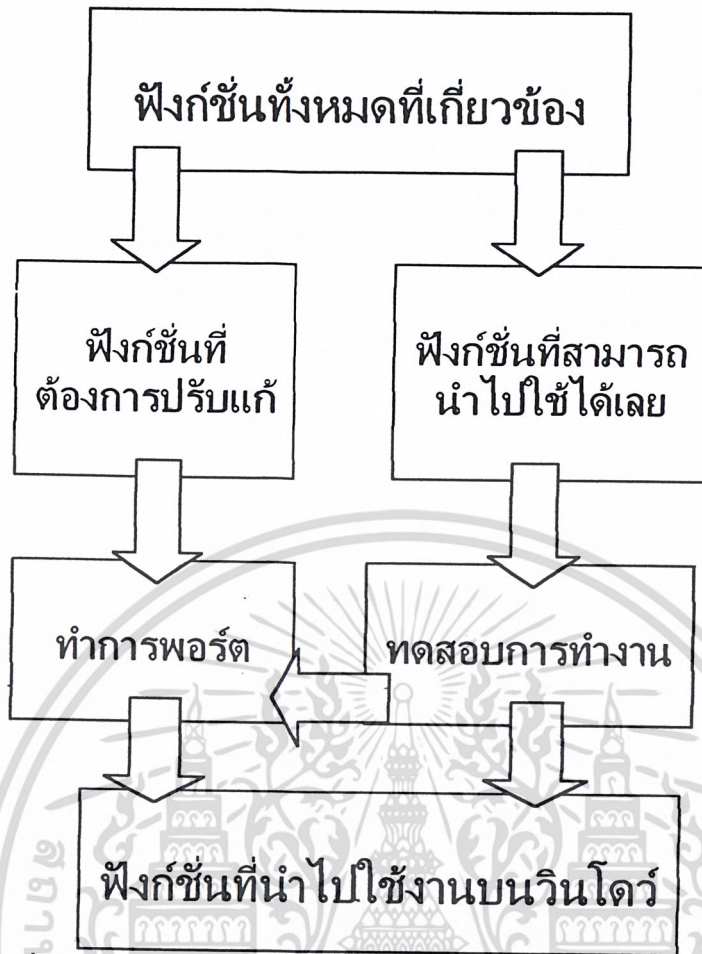 ฟังก์ชั่นทั้งหมดที่เกี่ยวข้อง
ฟังก์ชั่นที่
ต้องการปรับแก้
ฟังก์ชั่นที่สามารถ
นำไปใช้ได้เลย
ทำการพอร์ต
ทดสอบการทำงาน
ฟังก์ชั่นที่นำไปใช้งานบนวินโดว์